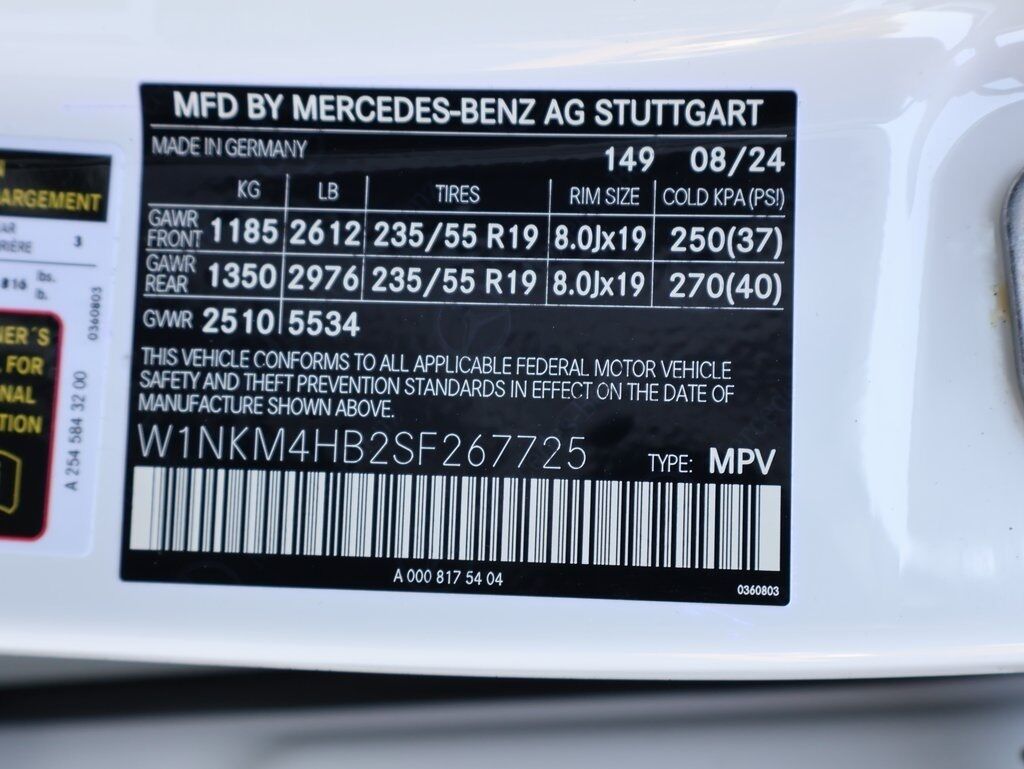 MFD BY MERCEDES-BENZ AG STUTTGART
MADE IN GERMANY
149 08/24
KG LB TIRES RIM SIZE COLD KPA (PSI)
GAWR FRONT 1185 2612 235/55 R19 8.0Jx19 250(37)
GAWR REAR 1350 2976 235/55 R19 8.0Jx19 270(40)
GVWR 2510 5534
THIS VEHICLE CONFORMS TO ALL APPLICABLE FEDERAL MOTOR VEHICLE
SAFETY AND THEFT PREVENTION STANDARDS IN EFFECT ON THE DATE OF
MANUFACTURE SHOWN ABOVE.
W1NKM4HB2SF267725
TYPE: MPV
A 000 817 54 04
0360803
3
816 lbs.
0360803
FOR
A 254 584 32 00